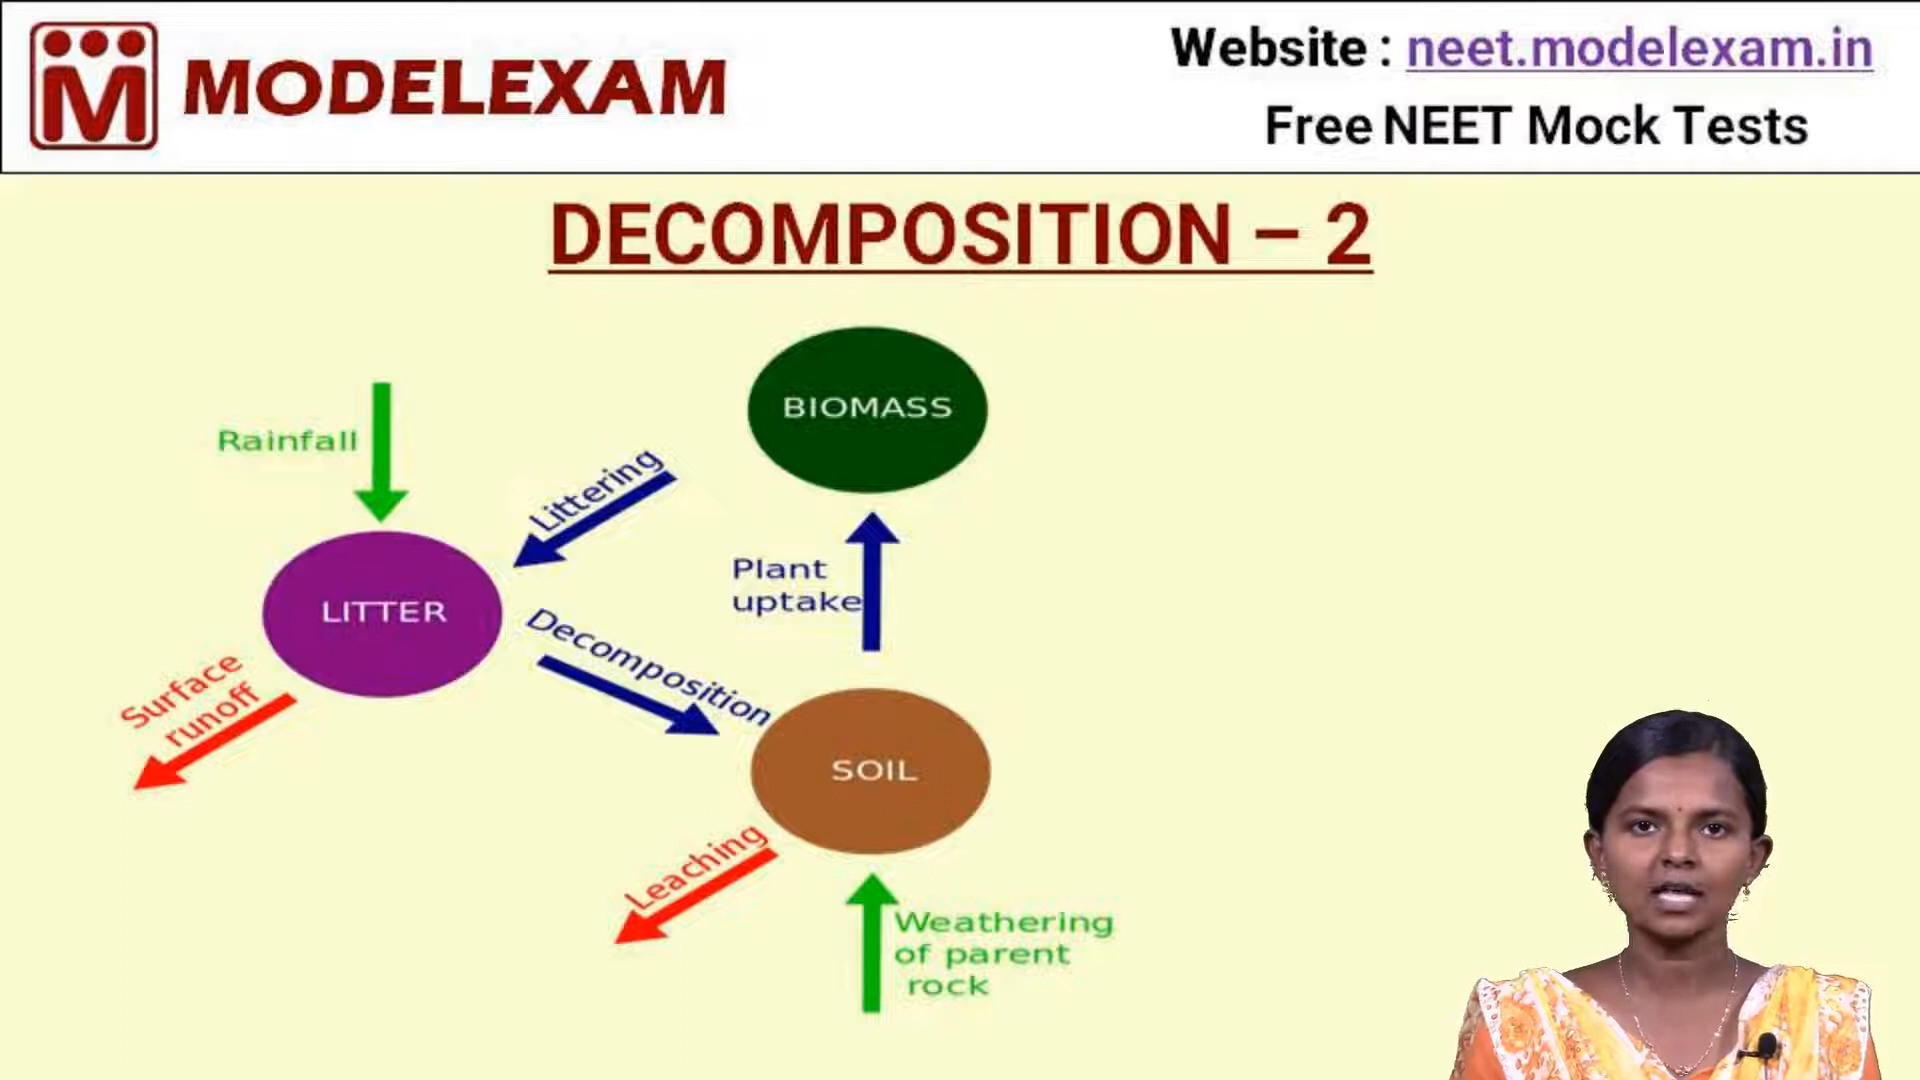 MODELEXAM
Website : neet.modelexam.in
Free NEET Mock Tests
DECOMPOSITION – 2
BIOMASS
Rainfall
Littering
Plant
uptake
LITTER
Decomposition
Surface
runoff
SOIL
Leaching
Weathering
of parent
rock